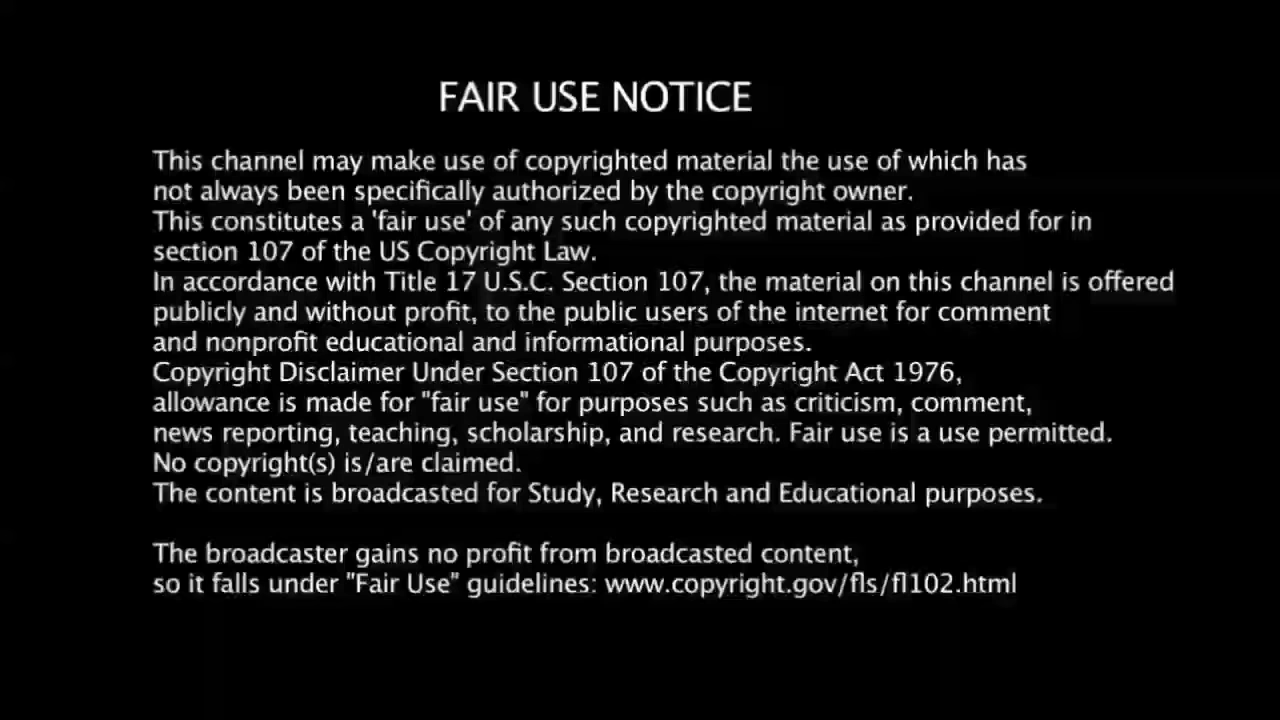 FAIR USE NOTICE
This channel may make use of copyrighted material the use of which has
not always been specifically authorized by the copyright owner.
This constitutes a 'fair use' of any such copyrighted material as provided for in
section 107 of the US Copyright Law.
In accordance with Title 17 U.S.C. Section 107, the material on this channel is offered
publicly and without profit, to the public users of the internet for comment
and nonprofit educational and informational purposes.
Copyright Disclaimer Under Section 107 of the Copyright Act 1976,
allowance is made for "fair use" for purposes such as criticism, comment,
news reporting, teaching, scholarship, and research. Fair use is a use permitted.
No copyright(s) is/are claimed.
The content is broadcasted for Study, Research and Educational purposes.
The broadcaster gains no profit from broadcasted content,
so it falls under "Fair Use" guidelines: www.copyright.gov/fls/fl102.html